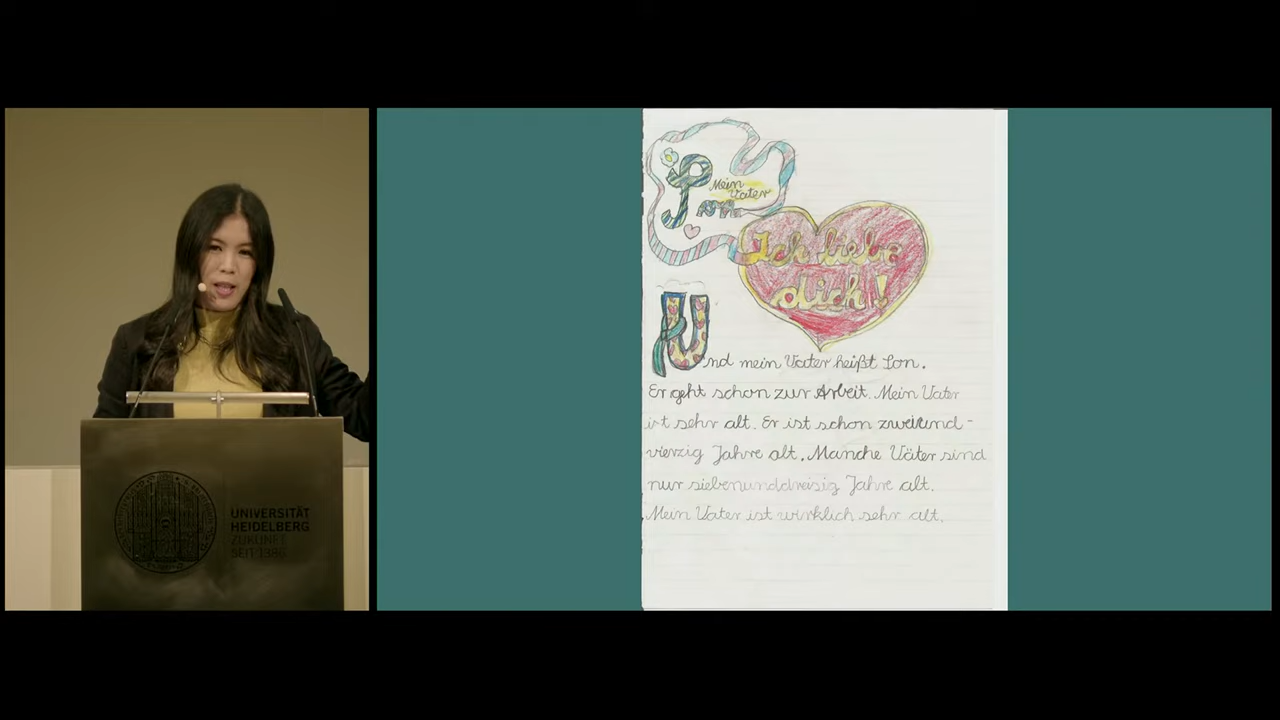 Mein
Vater
Son
Ich liebe
dich!
Und mein Vater heißt Son.
Er geht schon zur Arbeit. Mein Vater
ist sehr alt. Er ist schon zweiund-
vierzig Jahre alt. Manche Väter sind
nur siebenunddreisig Jahre alt.
Mein Vater ist wirklich sehr alt.
UNIVERSITÄT
HEIDELBERG
ZUKUNFT
SEIT 1386